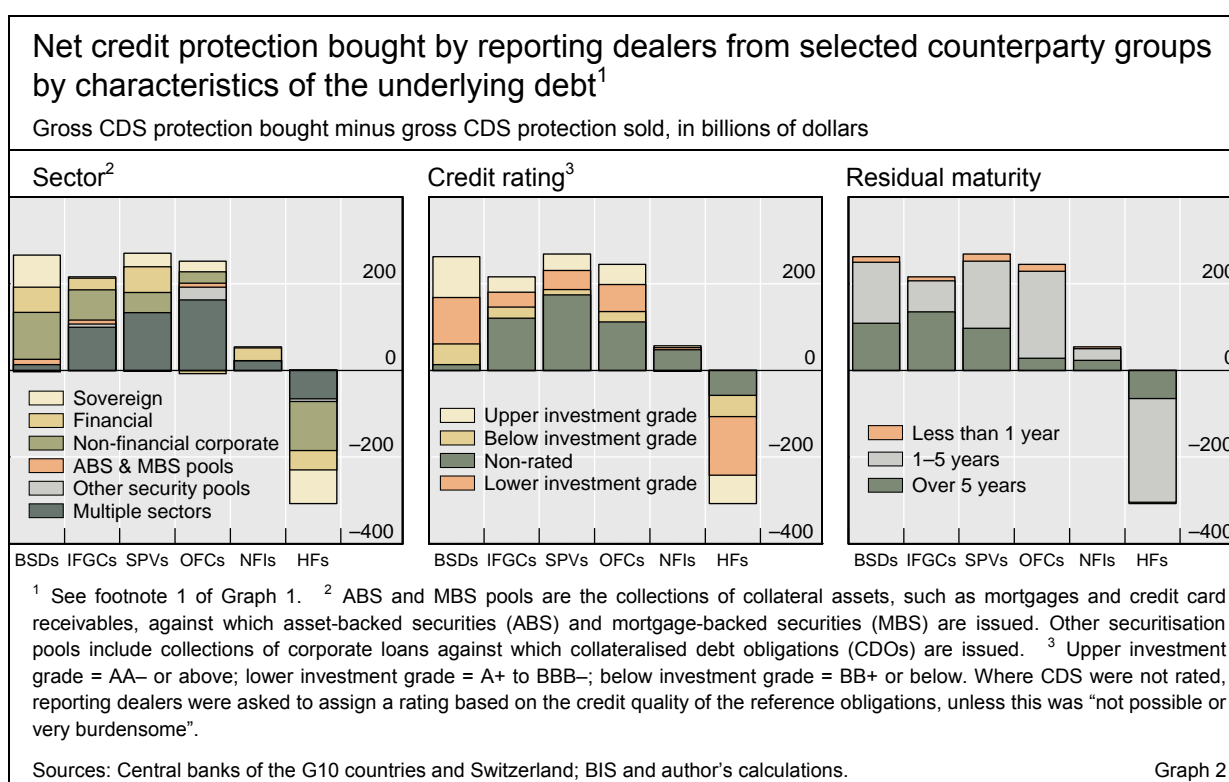 Net credit protection bought by reporting dealers from selected counterparty groups
by characteristics of the underlying debt¹
Gross CDS protection bought minus gross CDS protection sold, in billions of dollars
Sector²
Credit rating³
Residual maturity
200
0
–200
–400
Sovereign
Financial
Non-financial corporate
ABS & MBS pools
Other security pools
Multiple sectors
BSDs IFGCs SPVs OFCs NFIs HFs
200
0
–200
–400
Upper investment grade
Below investment grade
Non-rated
Lower investment grade
BSDs IFGCs SPVs OFCs NFIs HFs
200
0
–200
–400
Less than 1 year
1–5 years
Over 5 years
BSDs IFGCs SPVs OFCs NFIs HFs
¹ See footnote 1 of Graph 1. ² ABS and MBS pools are the collections of collateral assets, such as mortgages and credit card
receivables, against which asset-backed securities (ABS) and mortgage-backed securities (MBS) are issued. Other securitisation
pools include collections of corporate loans against which collateralised debt obligations (CDOs) are issued. ³ Upper investment
grade = AA– or above; lower investment grade = A+ to BBB–; below investment grade = BB+ or below. Where CDS were not rated,
reporting dealers were asked to assign a rating based on the credit quality of the reference obligations, unless this was “not possible or
very burdensome”.
Sources: Central banks of the G10 countries and Switzerland; BIS and author’s calculations.
Graph 2